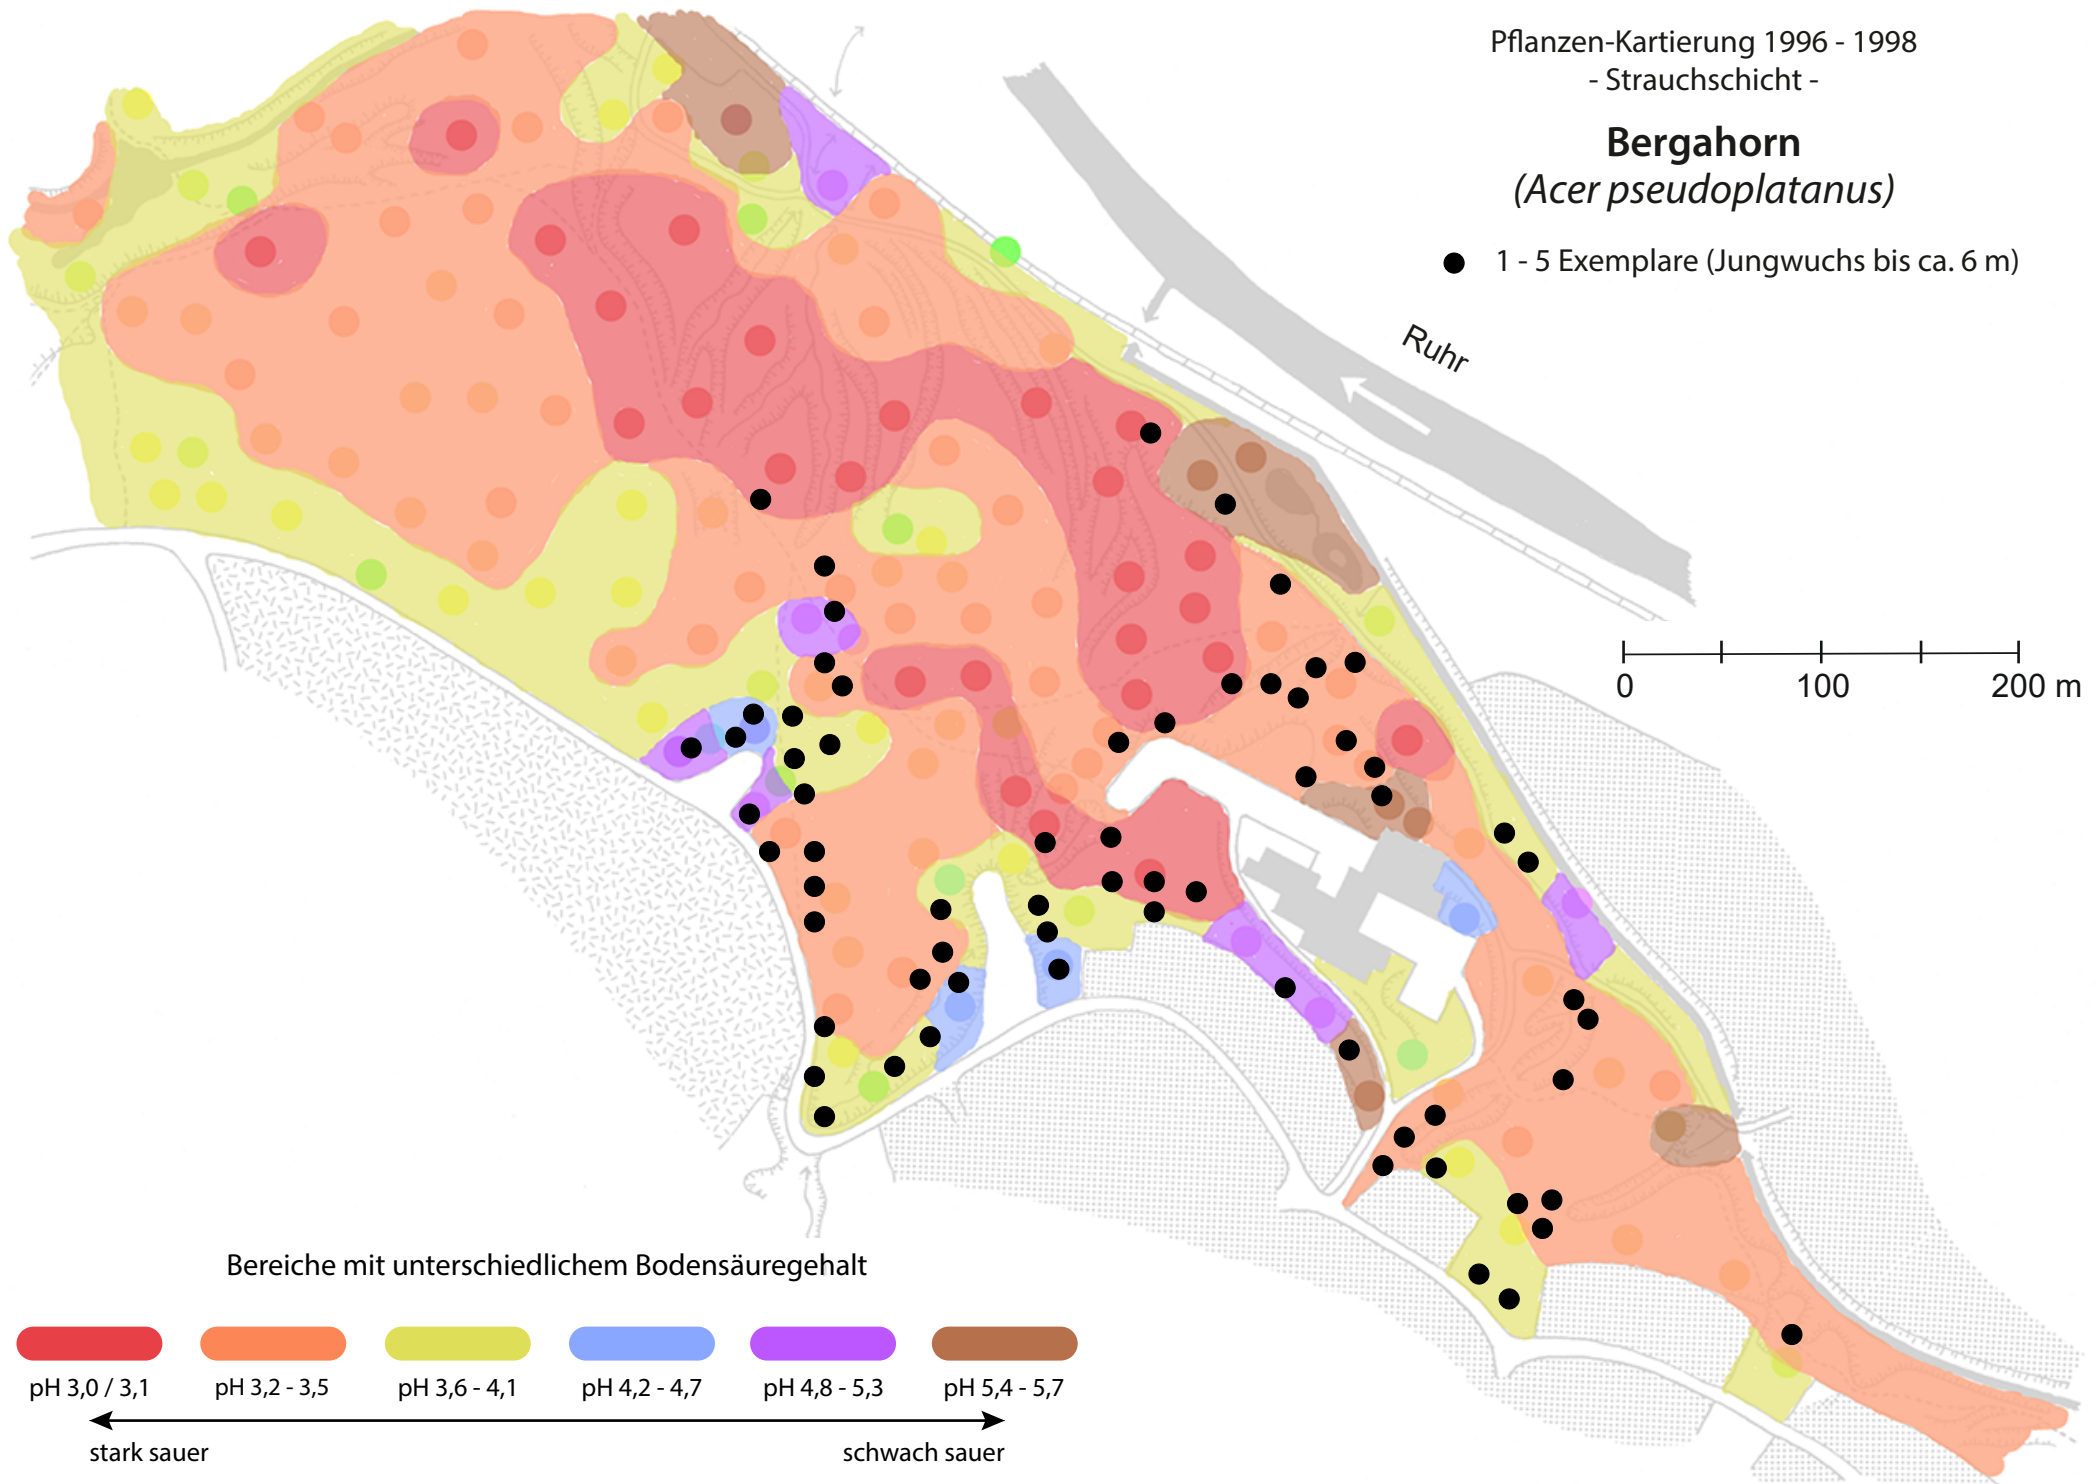 Pflanzen-Kartierung 1996 - 1998
- Strauchschicht -
Bergahorn
(Acer pseudoplatanus)
1 - 5 Exemplare (Jungwuchs bis ca. 6 m)
Ruhr
0 100 200 m
Bereiche mit unterschiedlichem Bodensäuregehalt
pH 3,0 / 3,1 pH 3,2 - 3,5 pH 3,6 - 4,1 pH 4,2 - 4,7 pH 4,8 - 5,3 pH 5,4 - 5,7
stark sauer schwach sauer